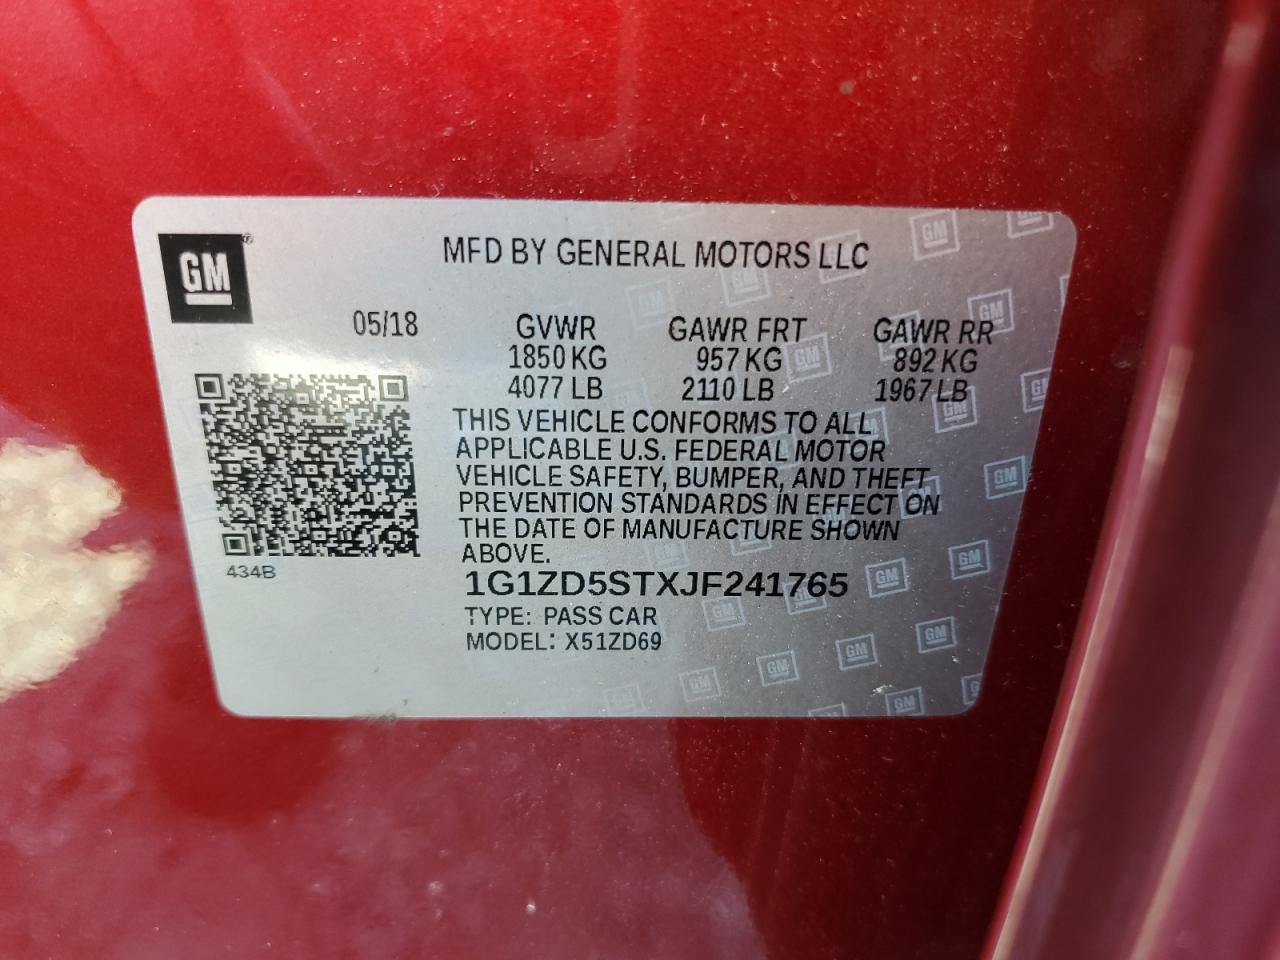 GM
MFD BY GENERAL MOTORS LLC
05/18 GVWR GAWR FRT GAWR RR
1850 KG 957 KG 892 KG
4077 LB 2110 LB 1967 LB
THIS VEHICLE CONFORMS TO ALL
APPLICABLE U.S. FEDERAL MOTOR
VEHICLE SAFETY, BUMPER, AND THEFT
PREVENTION STANDARDS IN EFFECT ON
THE DATE OF MANUFACTURE SHOWN
ABOVE.
434B
1G1ZD5STXJF241765
TYPE: PASS CAR
MODEL: X51ZD69